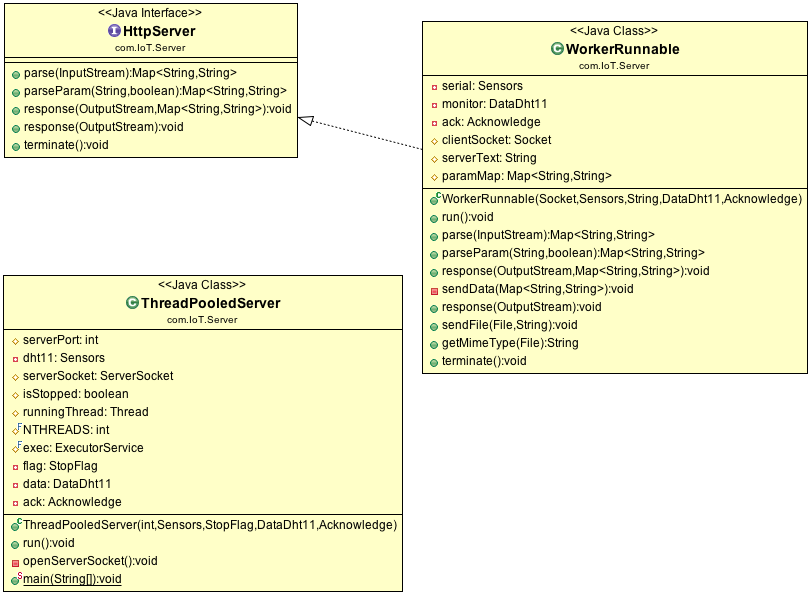 <<Java Interface>>
HttpServer
com.IoT.Server
parse(InputStream):Map<String,String>
parseParam(String,boolean):Map<String,String>
response(OutputStream,Map<String,String>):void
response(OutputStream):void
terminate():void
<<Java Class>>
WorkerRunnable
com.IoT.Server
serial: Sensors
monitor: DataDht11
ack: Acknowledge
clientSocket: Socket
serverText: String
paramMap: Map<String,String>
WorkerRunnable(Socket,Sensors,String,DataDht11,Acknowledge)
run():void
parse(InputStream):Map<String,String>
parseParam(String,boolean):Map<String,String>
response(OutputStream,Map<String,String>):void
sendData(Map<String,String>):void
response(OutputStream):void
sendFile(File,String):void
getMimeType(File):String
terminate():void
<<Java Class>>
ThreadPooledServer
com.IoT.Server
serverPort: int
dht11: Sensors
serverSocket: ServerSocket
isStopped: boolean
runningThread: Thread
NTHREADS: int
exec: ExecutorService
flag: StopFlag
data: DataDht11
ack: Acknowledge
ThreadPooledServer(int,Sensors,StopFlag,DataDht11,Acknowledge)
run():void
openServerSocket():void
main(String[]):void